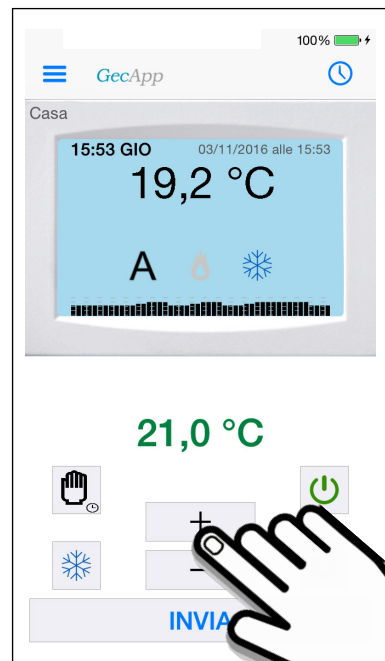 100%
GecApp
Casa
15:53 GIO 03/11/2016 alle 15:53
19,2 °C
A
21,0 °C
+
−
INVIA